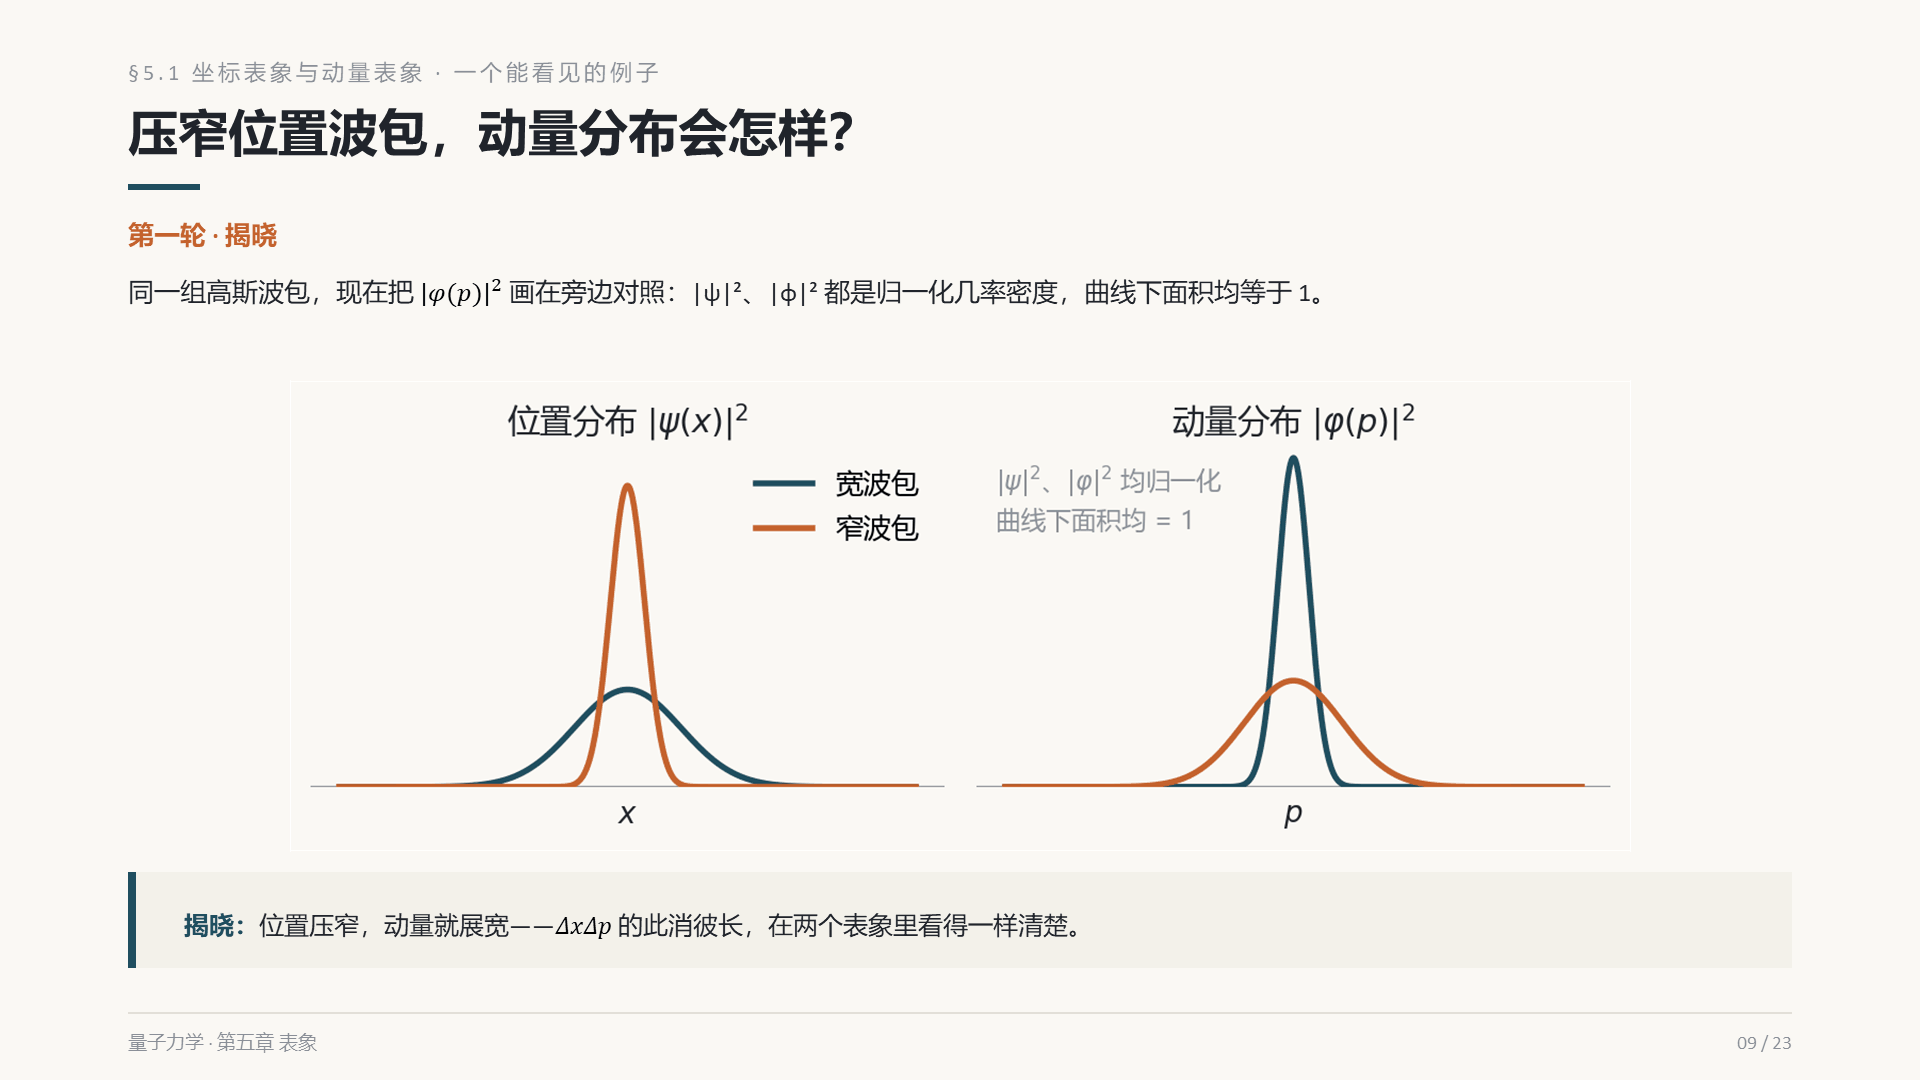 §5.1 坐标表象与动量表象 · 一个能看见的例子
压窄位置波包，动量分布会怎样？
第一轮 · 揭晓
同一组高斯波包，现在把 |φ(p)|² 画在旁边对照：|ψ|²、|ϕ|² 都是归一化几率密度，曲线下面积均等于 1。
位置分布 |ψ(x)|²
动量分布 |φ(p)|²
宽波包
窄波包
|ψ|²、|φ|² 均归一化
曲线下面积均 = 1
x
p
揭晓：位置压窄，动量就展宽——ΔxΔp 的此消彼长，在两个表象里看得一样清楚。
量子力学 · 第五章 表象
09 / 23